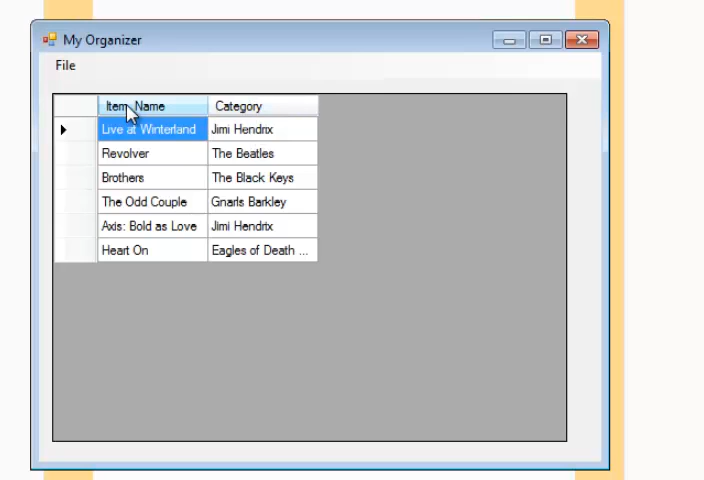 My Organizer
File
Item Name Category
Live at Winterland Jimi Hendrix
Revolver The Beatles
Brothers The Black Keys
The Odd Couple Gnarls Barkley
Axis: Bold as Love Jimi Hendrix
Heart On Eagles of Death ...